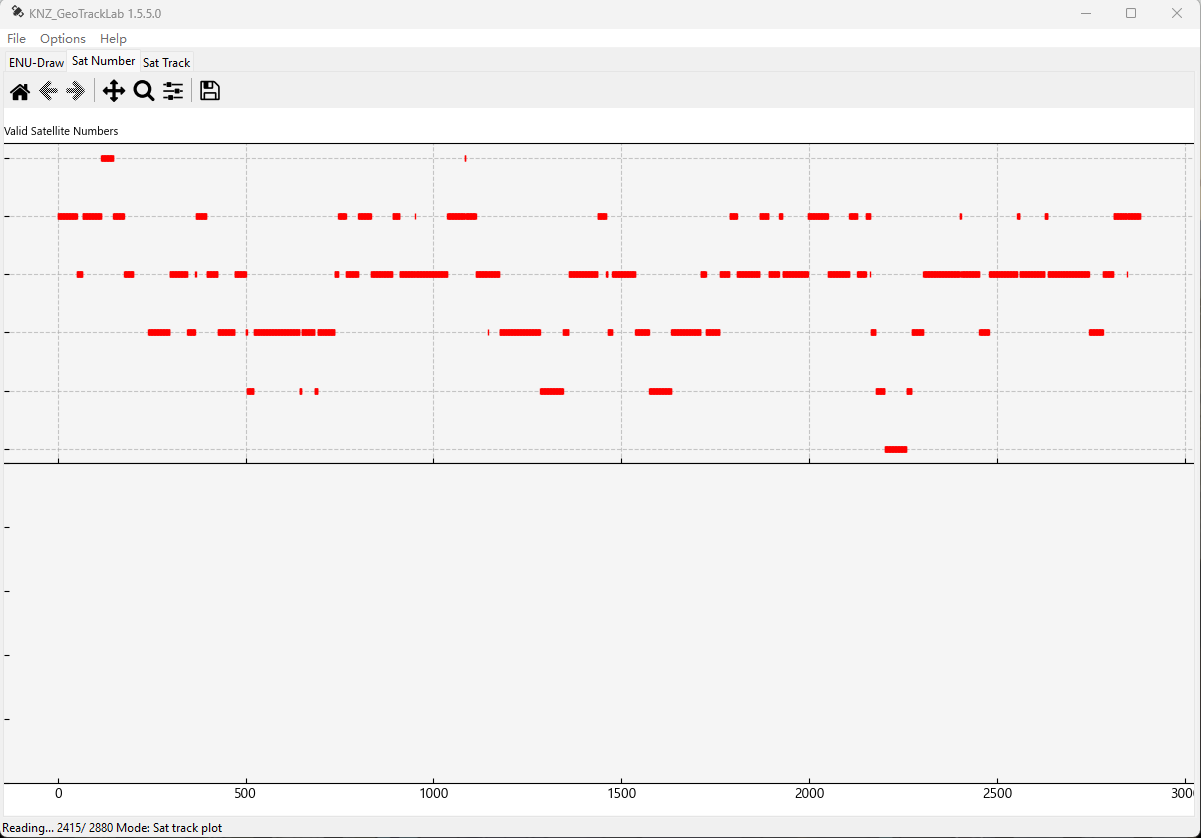 KNZ_GeoTrackLab 1.5.5.0
File Options Help
ENU-Draw Sat Number Sat Track
Valid Satellite Numbers
0 500 1000 1500 2000 2500 300
Reading... 2415/ 2880 Mode: Sat track plot